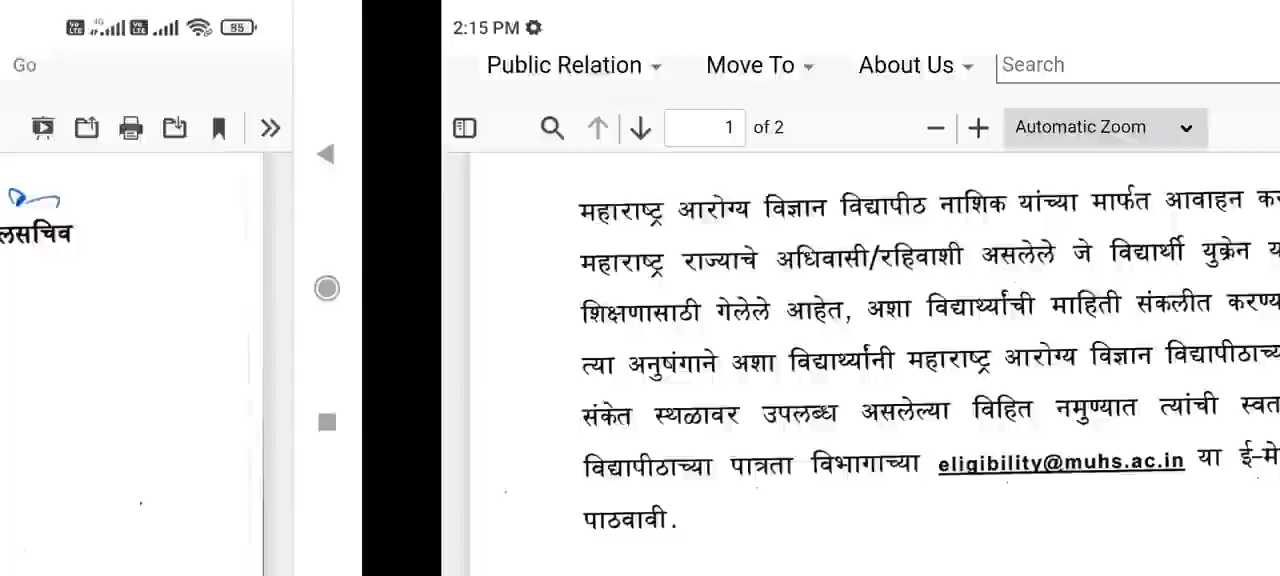 85
Go
लसचिव
2:15 PM
Public Relation Move To About Us Search
1 of 2 Automatic Zoom
महाराष्ट्र आरोग्य विज्ञान विद्यापीठ नाशिक यांच्या मार्फत आवाहन कर
महाराष्ट्र राज्याचे अधिवासी/रहिवाशी असलेले जे विद्यार्थी युक्रेन य
शिक्षणासाठी गेलेले आहेत, अशा विद्यार्थ्यांची माहिती संकलीत करण्य
त्या अनुषंगाने अशा विद्यार्थ्यांनी महाराष्ट्र आरोग्य विज्ञान विद्यापीठाच्य
संकेत स्थळावर उपलब्ध असलेल्या विहित नमुण्यात त्यांची स्वत
विद्यापीठाच्या पात्रता विभागाच्या eligibility@muhs.ac.in या ई-मे
पाठवावी.